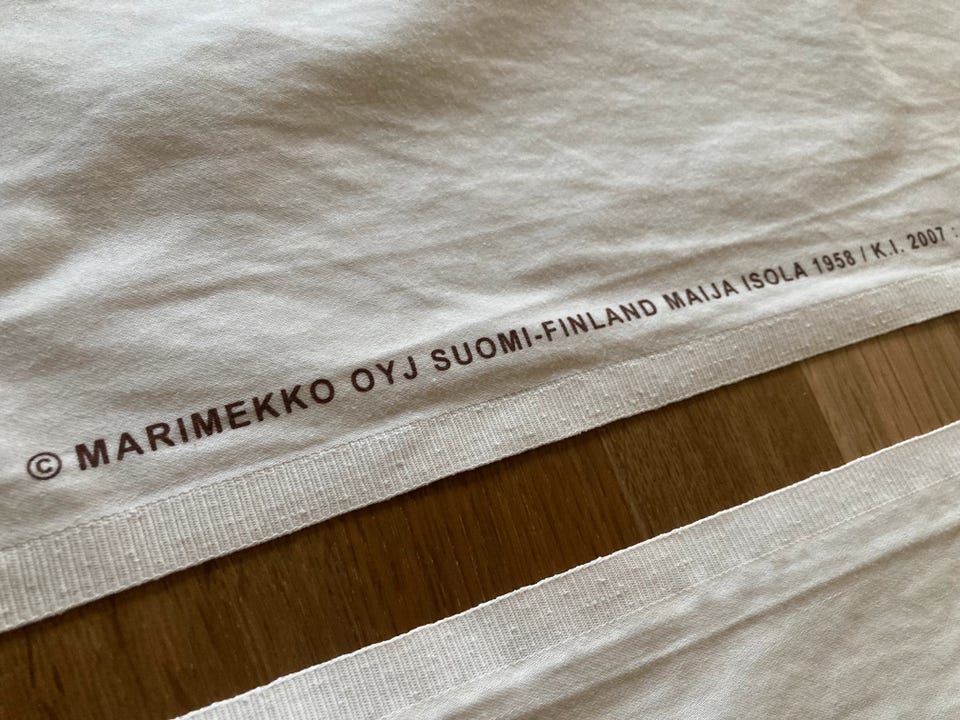 © MARIMEKKO OYJ SUOMI-FINLAND MAIJA ISOLA 1958 / K.I. 2007 :